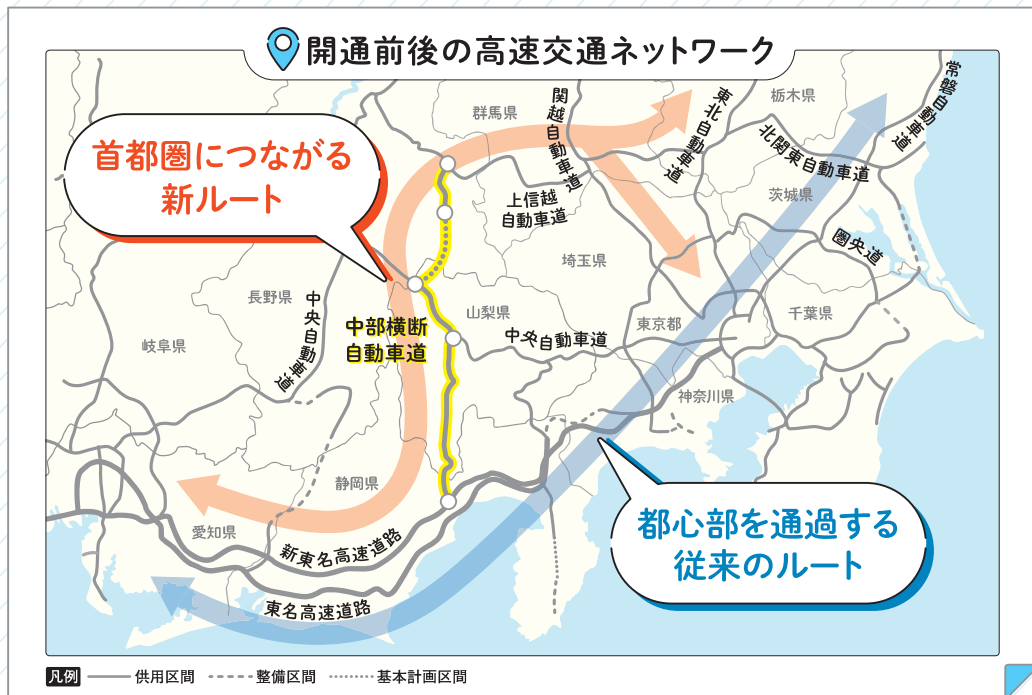 開通前後の高速交通ネットワーク
首都圏につながる
新ルート
群馬県
関越自動車道
東北自動車道
栃木県
常磐自動車道
北関東自動車道
上信越
自動車道
茨城県
圏央道
埼玉県
長野県
中央自動車道
岐阜県
中部横断
自動車道
山梨県
中央自動車道
東京都
千葉県
神奈川県
静岡県
愛知県
新東名高速道路
東名高速道路
都心部を通過する
従来のルート
凡例 供用区間 整備区間 基本計画区間